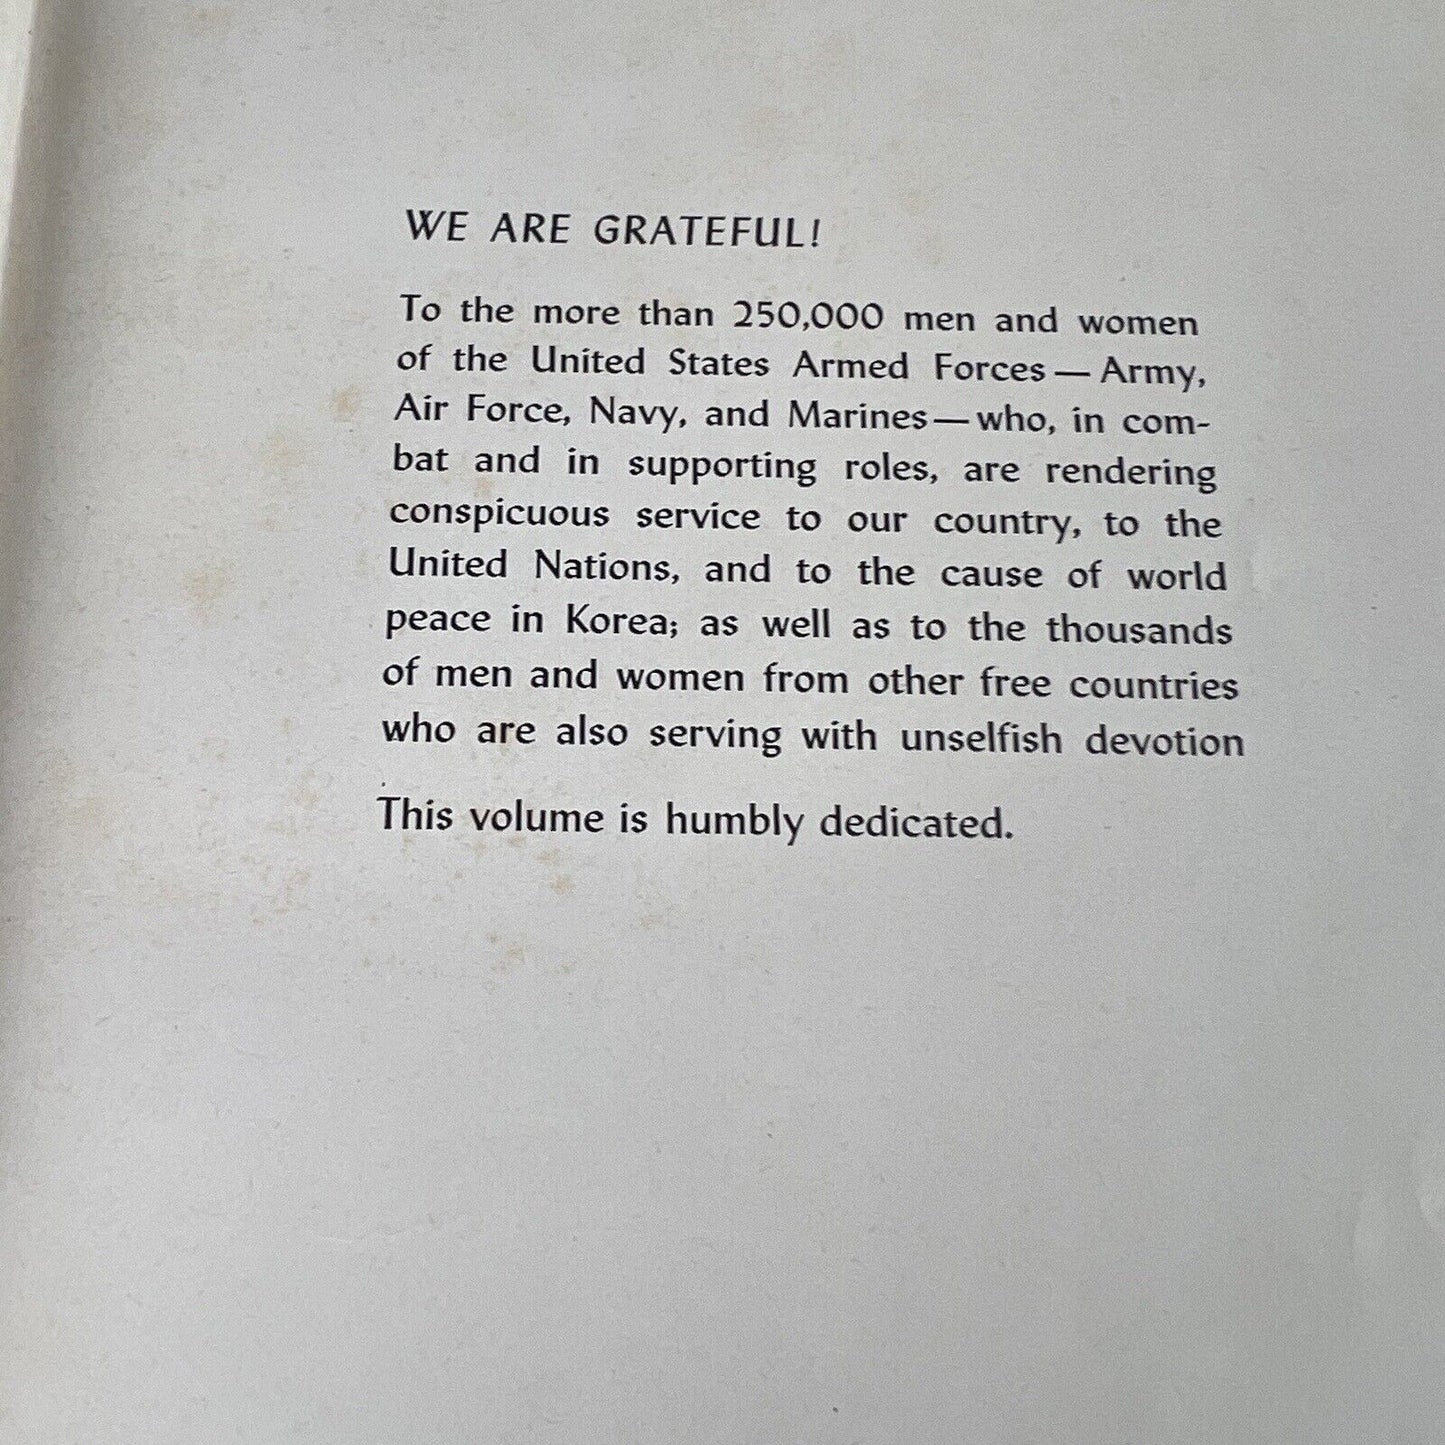 WE ARE GRATEFUL!
To the more than 250,000 men and women
of the United States Armed Forces — Army,
Air Force, Navy, and Marines — who, in com-
bat and in supporting roles, are rendering
conspicuous service to our country, to the
United Nations, and to the cause of world
peace in Korea; as well as to the thousands
of men and women from other free countries
who are also serving with unselfish devotion
This volume is humbly dedicated.